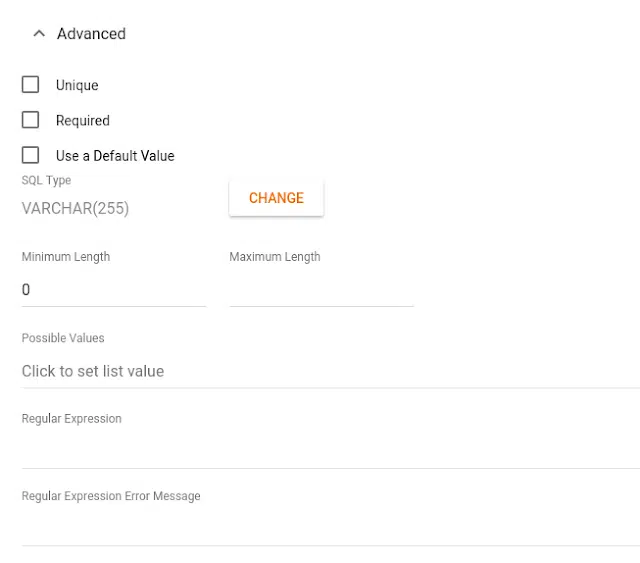 Advanced
Unique
Required
Use a Default Value
SQL Type
VARCHAR(255)
CHANGE
Minimum Length
Maximum Length
0
Possible Values
Click to set list value
Regular Expression
Regular Expression Error Message